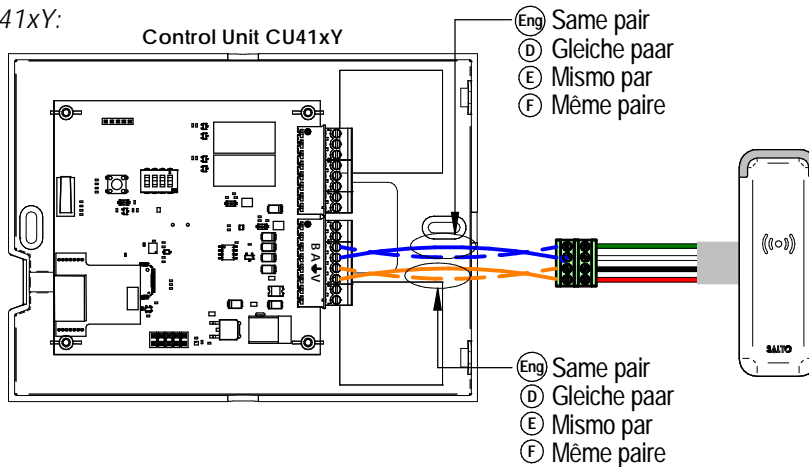 41xY:
Control Unit CU41xY
Eng Same pair
D Gleiche paar
E Mismo par
F Même paire
B A V
SALTO
Eng Same pair
D Gleiche paar
E Mismo par
F Même paire